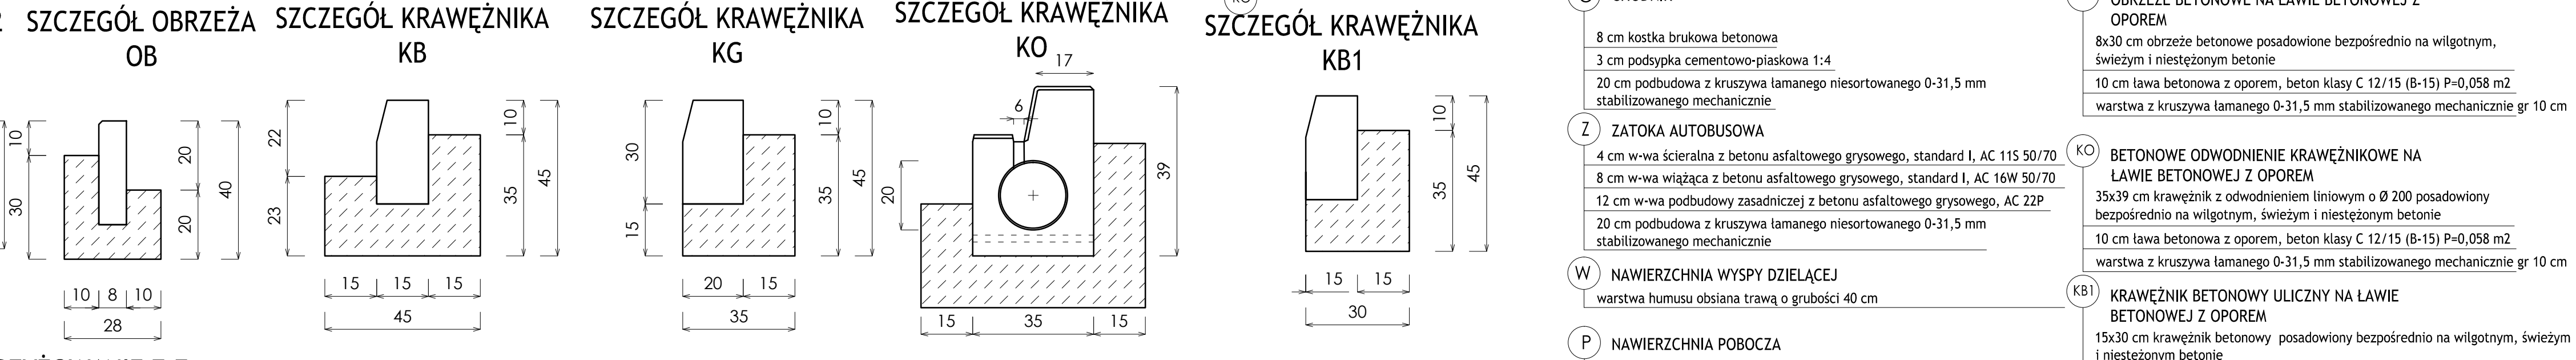 SZCZEGÓŁ OBRZEŻA
OB
10
30
20
20
40
10 8 10
28
SZCZEGÓŁ KRAWĘŻNIKA
KB
22
23
10
35
45
15 15 15
45
SZCZEGÓŁ KRAWĘŻNIKA
KG
30
15
10
35
45
20 15
35
SZCZEGÓŁ KRAWĘŻNIKA
KO
17
6
20
39
15 35 15
SZCZEGÓŁ KRAWĘŻNIKA
KB1
10
35
45
15 15
30
8 cm kostka brukowa betonowa
3 cm podsypka cementowo-piaskowa 1:4
20 cm podbudowa z kruszywa łamanego niesortowanego 0-31,5 mm
stabilizowanego mechanicznie
Z ZATOKA AUTOBUSOWA
4 cm w-wa ścieralna z betonu asfaltowego grysowego, standard I, AC 11S 50/70
8 cm w-wa wiążąca z betonu asfaltowego grysowego, standard I, AC 16W 50/70
12 cm w-wa podbudowy zasadniczej z betonu asfaltowego grysowego, AC 22P
20 cm podbudowa z kruszywa łamanego niesortowanego 0-31,5 mm
stabilizowanego mechanicznie
W NAWIERZCHNIA WYSPY DZIELĄCEJ
warstwa humusu obsiana trawą o grubości 40 cm
P NAWIERZCHNIA POBOCZA
OBRZEŻE BETONOWE NA ŁAWIE BETONOWEJ Z
OPOREM
8x30 cm obrzeże betonowe posadowione bezpośrednio na wilgotnym,
świeżym i niestężonym betonie
10 cm ława betonowa z oporem, beton klasy C 12/15 (B-15) P=0,058 m2
warstwa z kruszywa łamanego 0-31,5 mm stabilizowanego mechanicznie gr 10 cm
KO BETONOWE ODWODNIENIE KRAWĘŻNIKOWE NA
ŁAWIE BETONOWEJ Z OPOREM
35x39 cm krawężnik z odwodnieniem liniowym o Ø 200 posadowiony
bezpośrednio na wilgotnym, świeżym i niestężonym betonie
10 cm ława betonowa z oporem, beton klasy C 12/15 (B-15) P=0,058 m2
warstwa z kruszywa łamanego 0-31,5 mm stabilizowanego mechanicznie gr 10 cm
KB1 KRAWĘŻNIK BETONOWY ULICZNY NA ŁAWIE
BETONOWEJ Z OPOREM
15x30 cm krawężnik betonowy posadowiony bezpośrednio na wilgotnym, świeżym
i niestężonym betonie